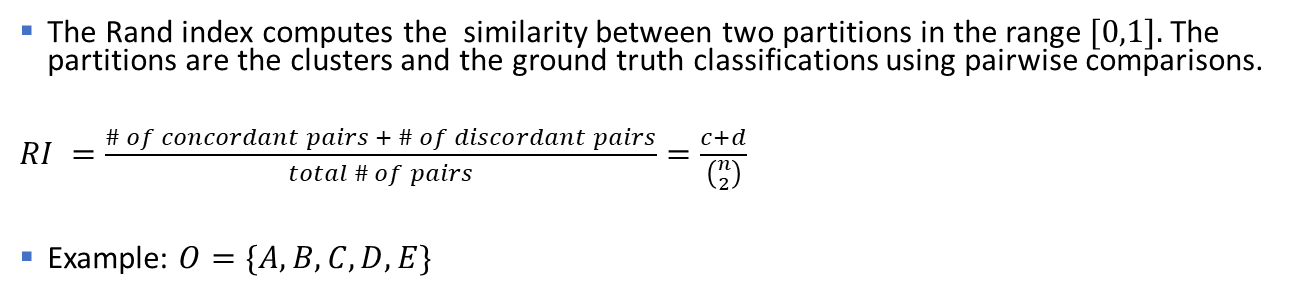 ▪ The Rand index computes the  similarity between two partitions in the range [0,1]. The
partitions are the clusters and the ground truth classifications using pairwise comparisons.
RI = # of concordant pairs + # of discordant pairs / total # of pairs = c+d / (n 2)
▪ Example: O = {A, B, C, D, E}